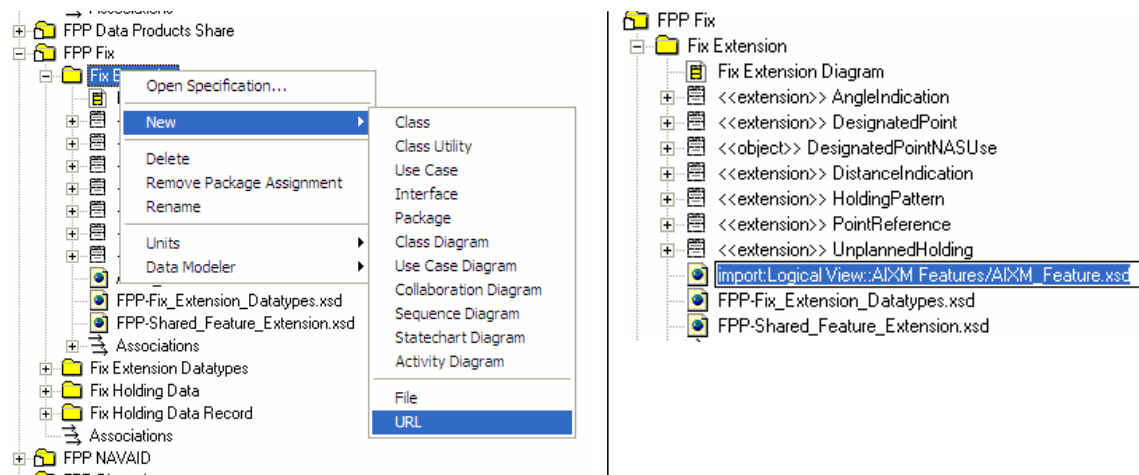 Associations
FPP Data Products Share
FPP Fix
Fix E
Open Specification...
New
Delete
Remove Package Assignment
Rename
Units
Data Modeler
Class
Class Utility
Use Case
Interface
Package
Class Diagram
Use Case Diagram
Collaboration Diagram
Sequence Diagram
Statechart Diagram
Activity Diagram
File
URL
FPP-Fix_Extension_Datatypes.xsd
FPP-Shared_Feature_Extension.xsd
Associations
Fix Extension Datatypes
Fix Holding Data
Fix Holding Data Record
Associations
FPP NAVAID
FPP Fix
Fix Extension
Fix Extension Diagram
<<extension>> AngleIndication
<<extension>> DesignatedPoint
<<object>> DesignatedPointNASUse
<<extension>> DistanceIndication
<<extension>> HoldingPattern
<<extension>> PointReference
<<extension>> UnplannedHolding
import:Logical View::AIXM Features/AIXM_Feature.xsd
FPP-Fix_Extension_Datatypes.xsd
FPP-Shared_Feature_Extension.xsd